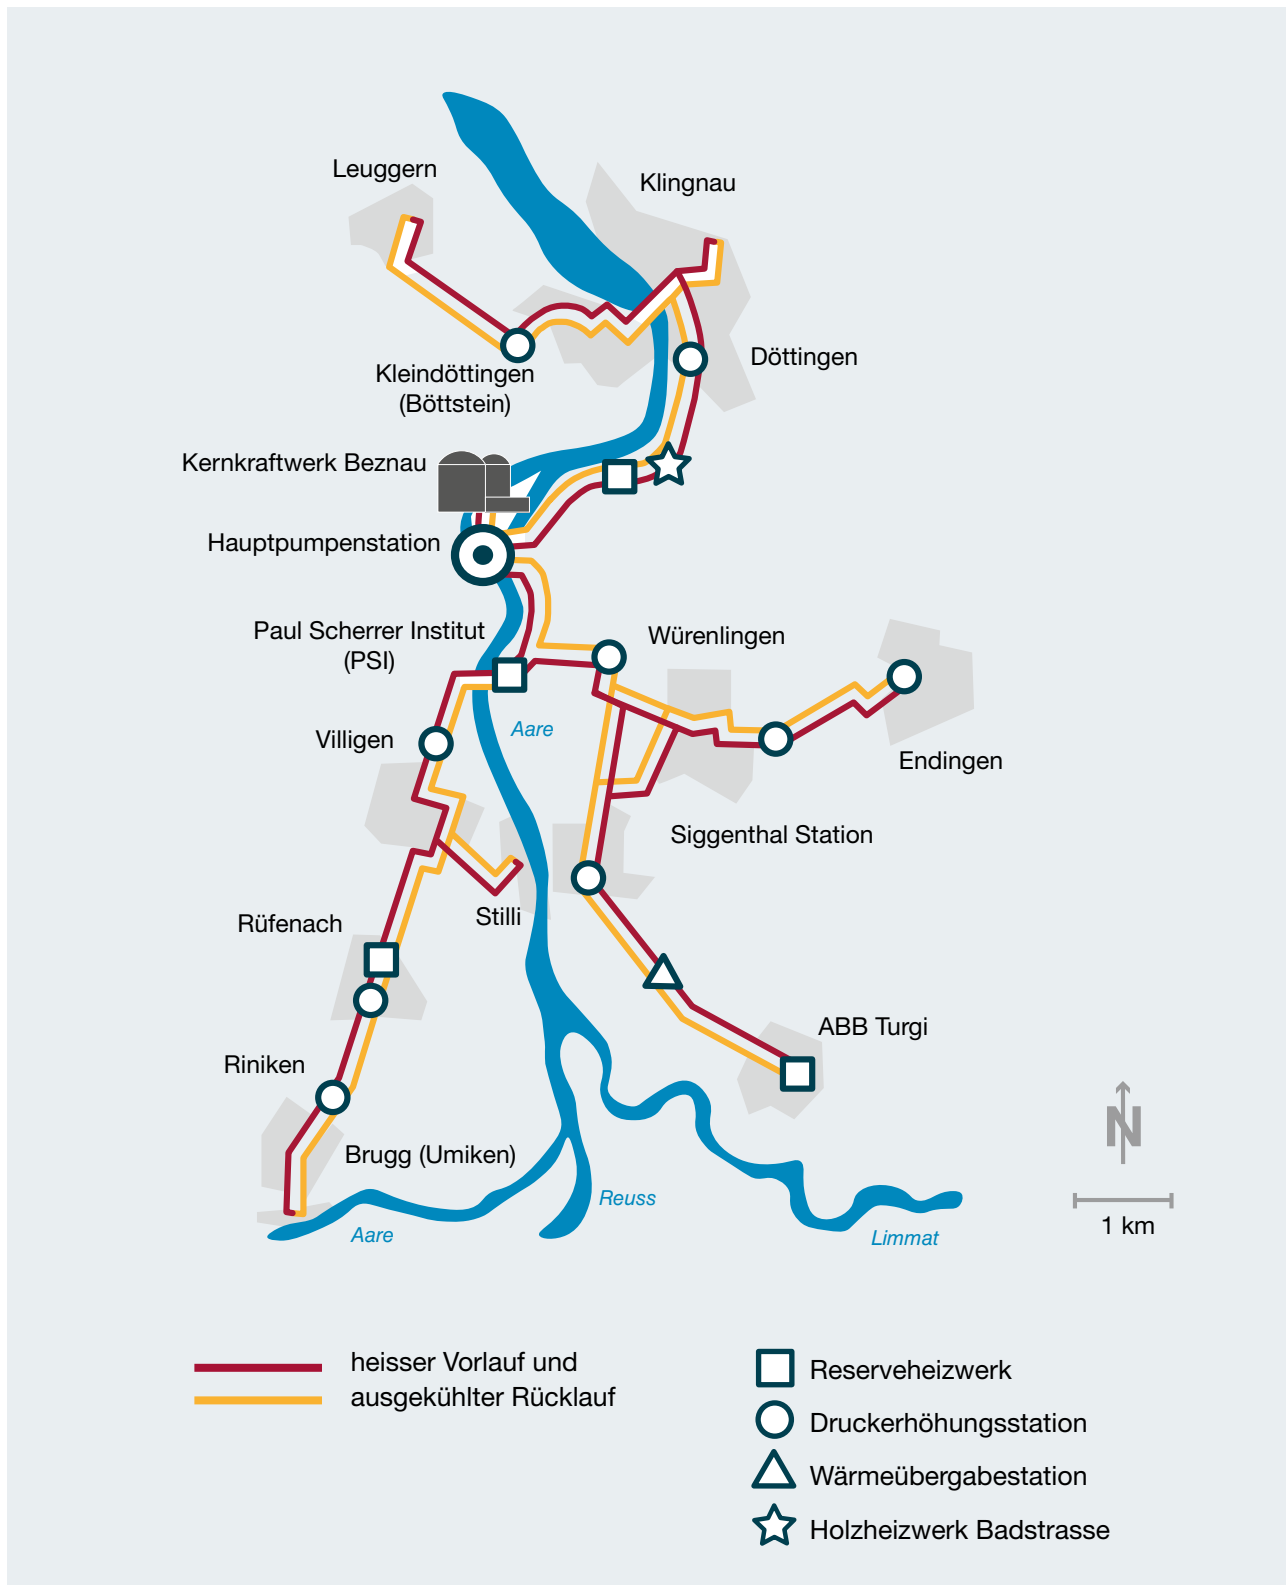 Leuggern
Klingnau
Kleindöttingen
(Böttstein)
Döttingen
Kernkraftwerk Beznau
Hauptpumpenstation
Paul Scherrer Institut
(PSI)
Würenlingen
Villigen
Aare
Endingen
Siggenthal Station
Rüfenach
Stilli
ABB Turgi
Riniken
N
Brugg (Umiken)
Reuss
Aare
Limmat
1 km
heisser Vorlauf und
ausgekühlter Rücklauf
Reserveheizwerk
Druckerhöhungsstation
Wärmeübergabestation
Holzheizwerk Badstrasse